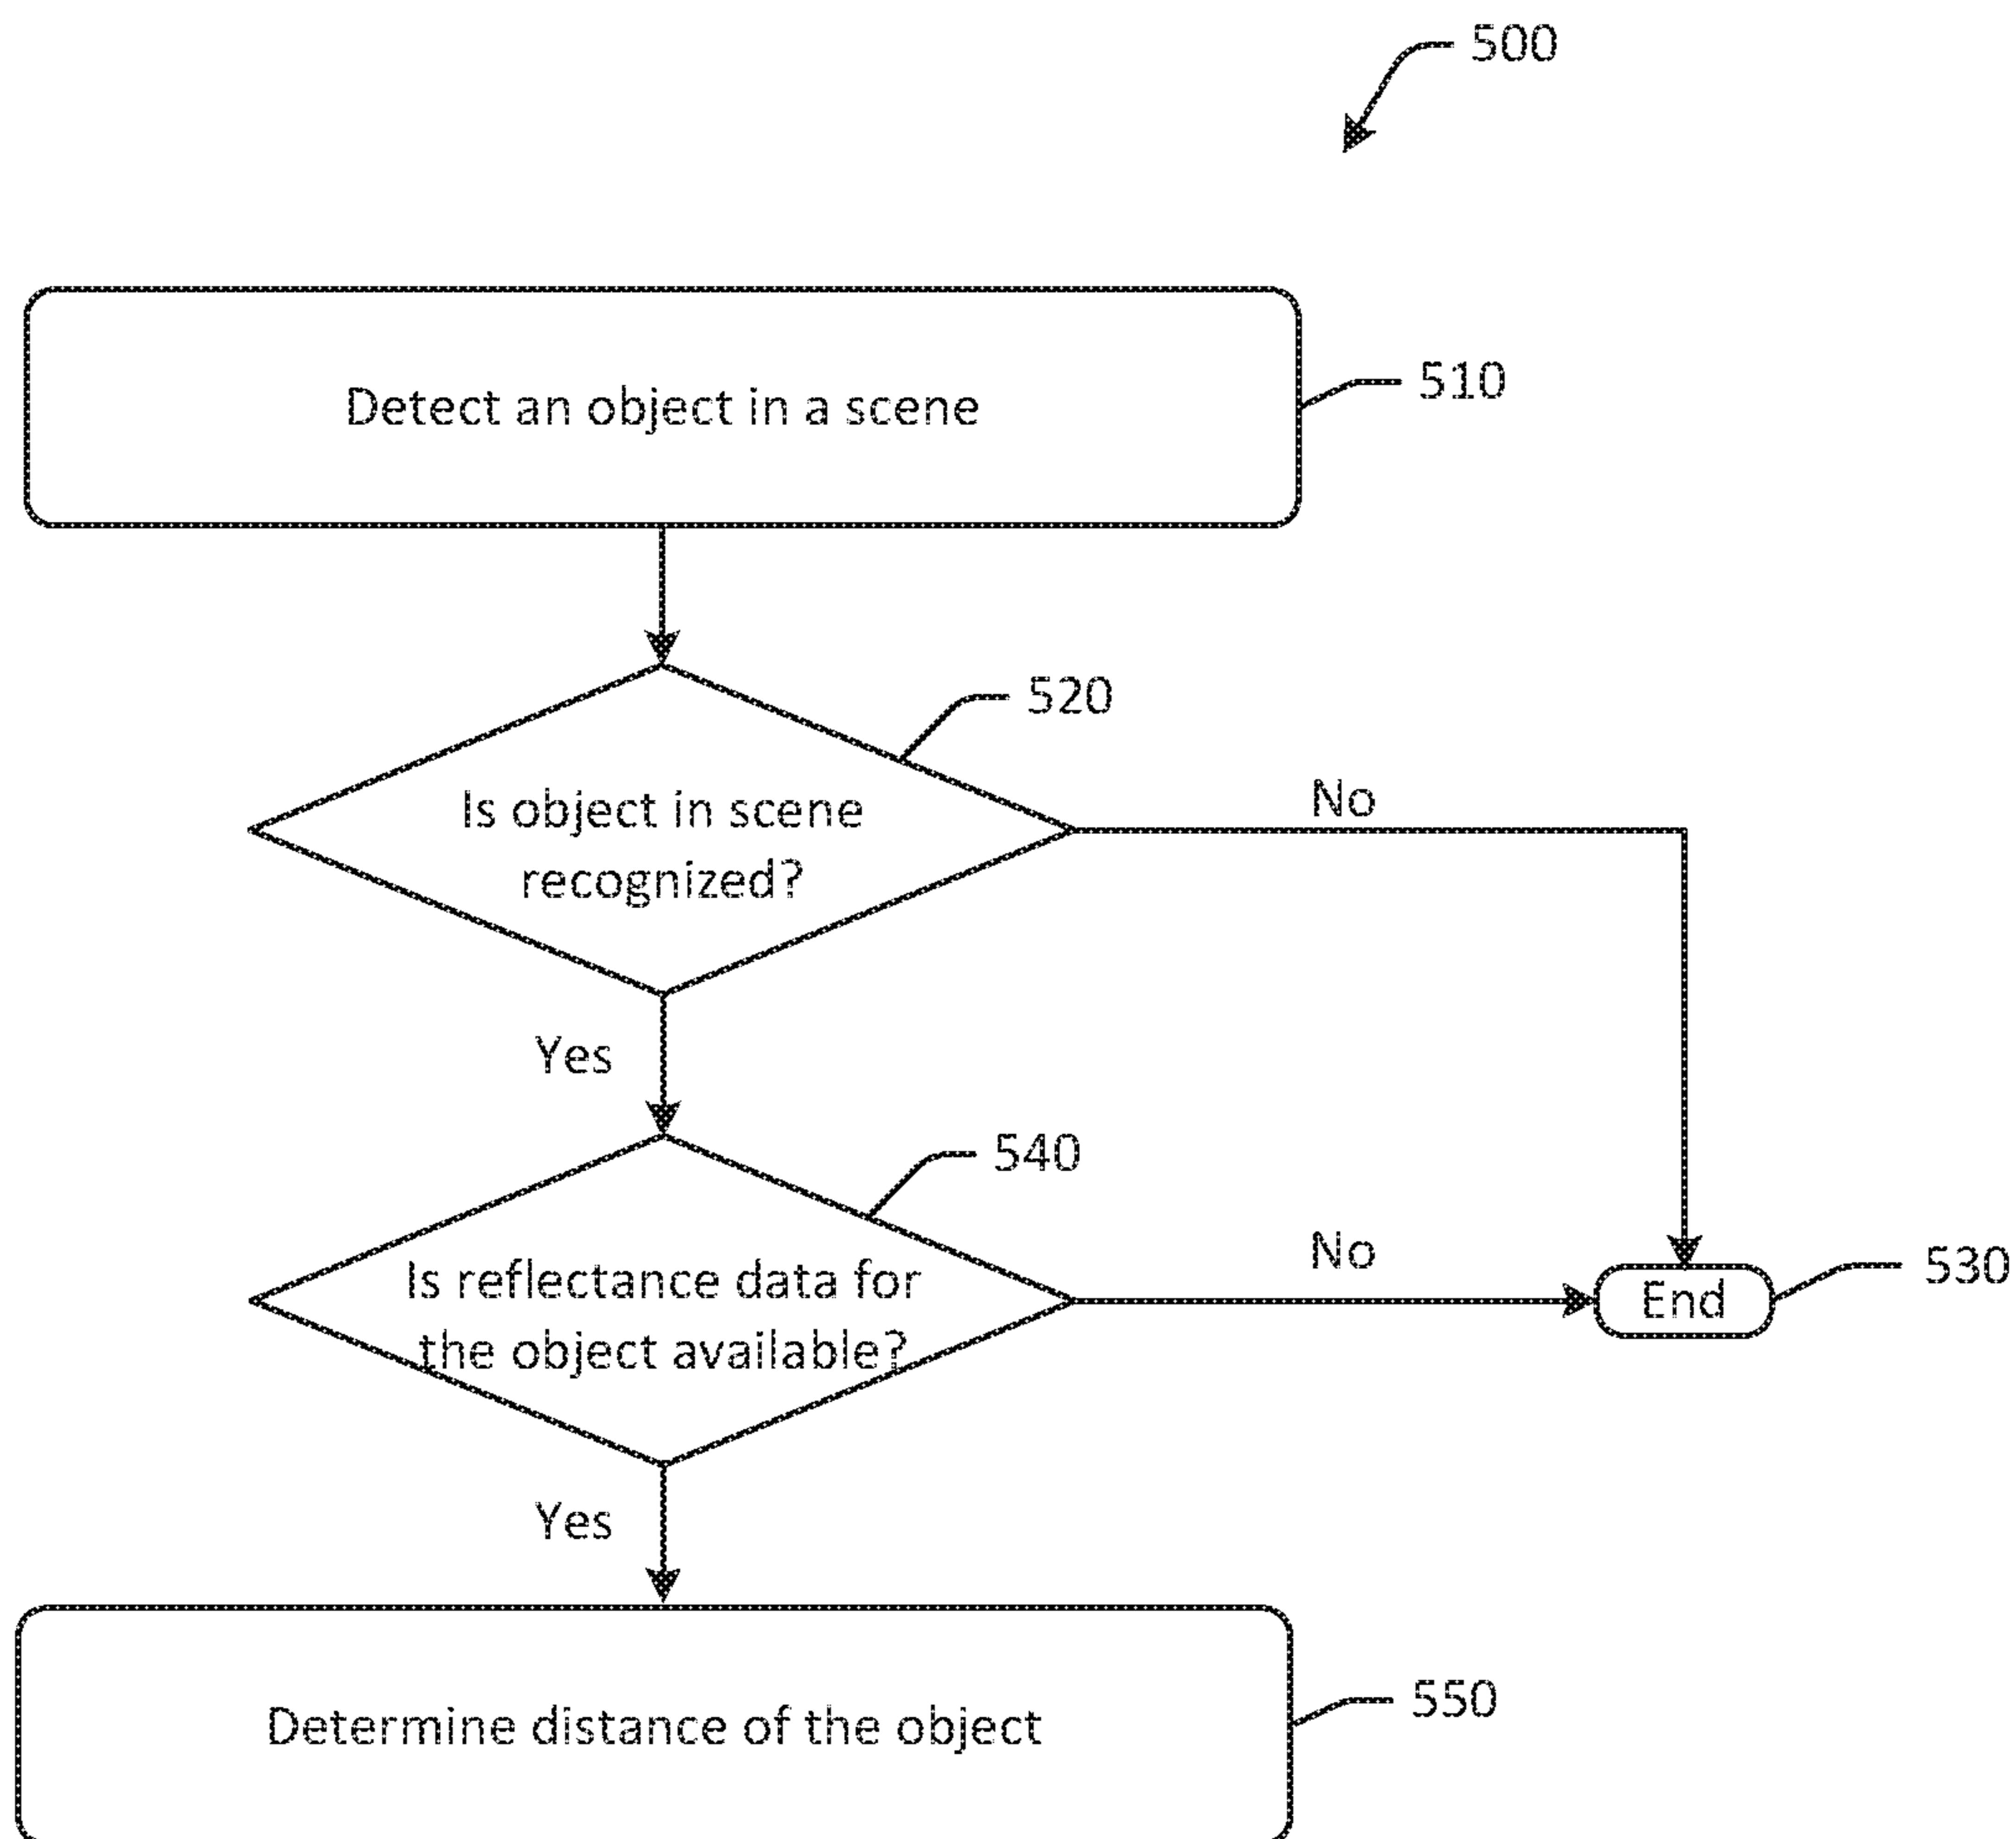 500
Detect an object in a scene
510
520
Is object in scene
recognized?
No
Yes
540
Is reflectance data for
the object available?
No
End
530
Yes
Determine distance of the object
550